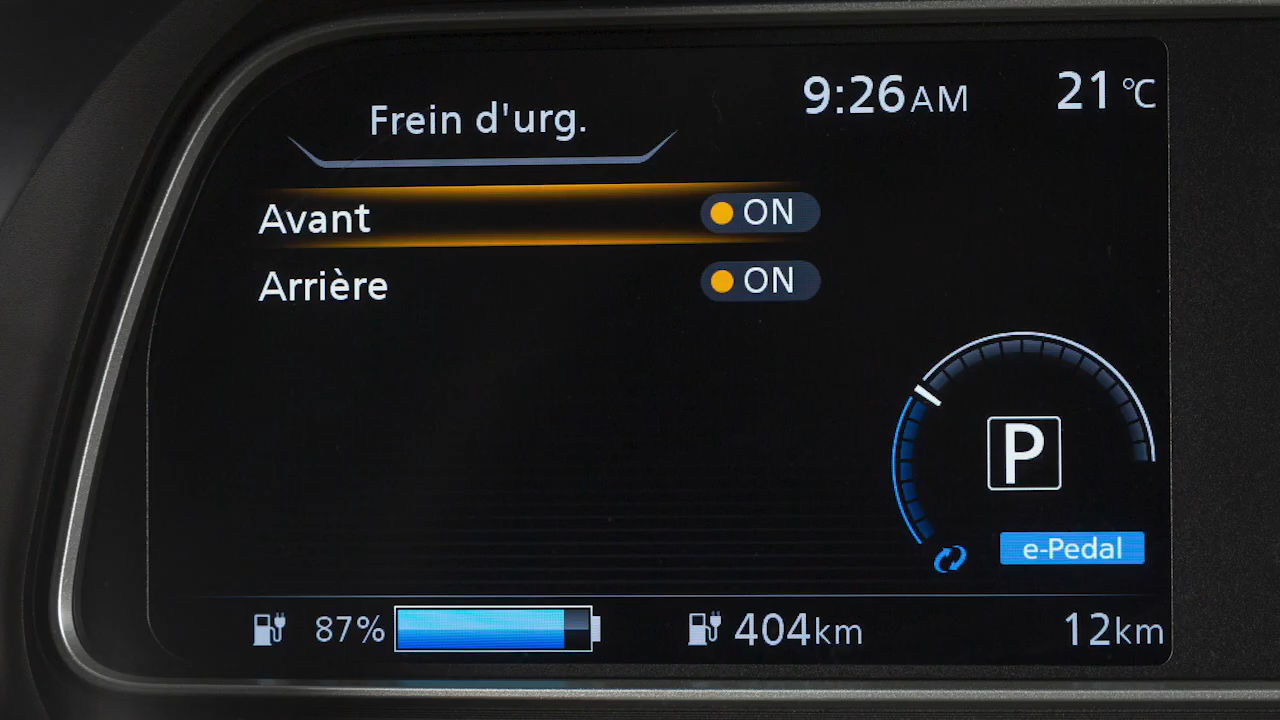 Frein d'urg.
9:26AM
21°C
Avant ON
Arrière ON
P
e-Pedal
87%
404km
12km